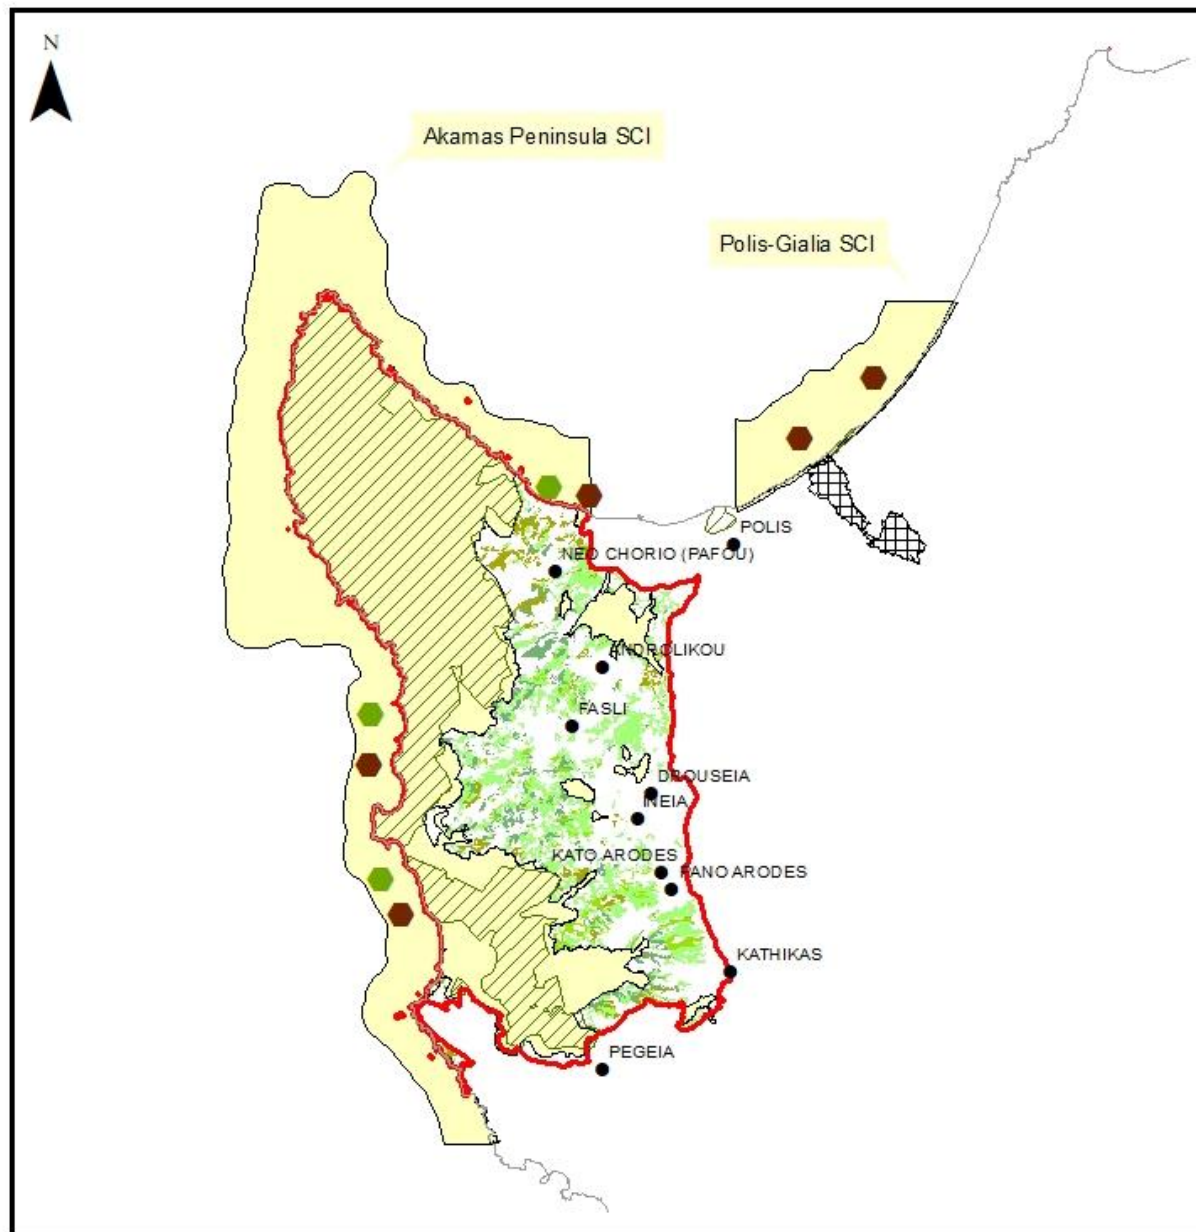 N
Akamas Peninsula SCI
Polis-Gialia SCI
POLIS
NEO CHORIO (PAFOU)
ANDROLIKOU
FASLI
DROUSEIA
INEIA
KATO ARODES
PANO ARODES
KATHIKAS
PEGEIA